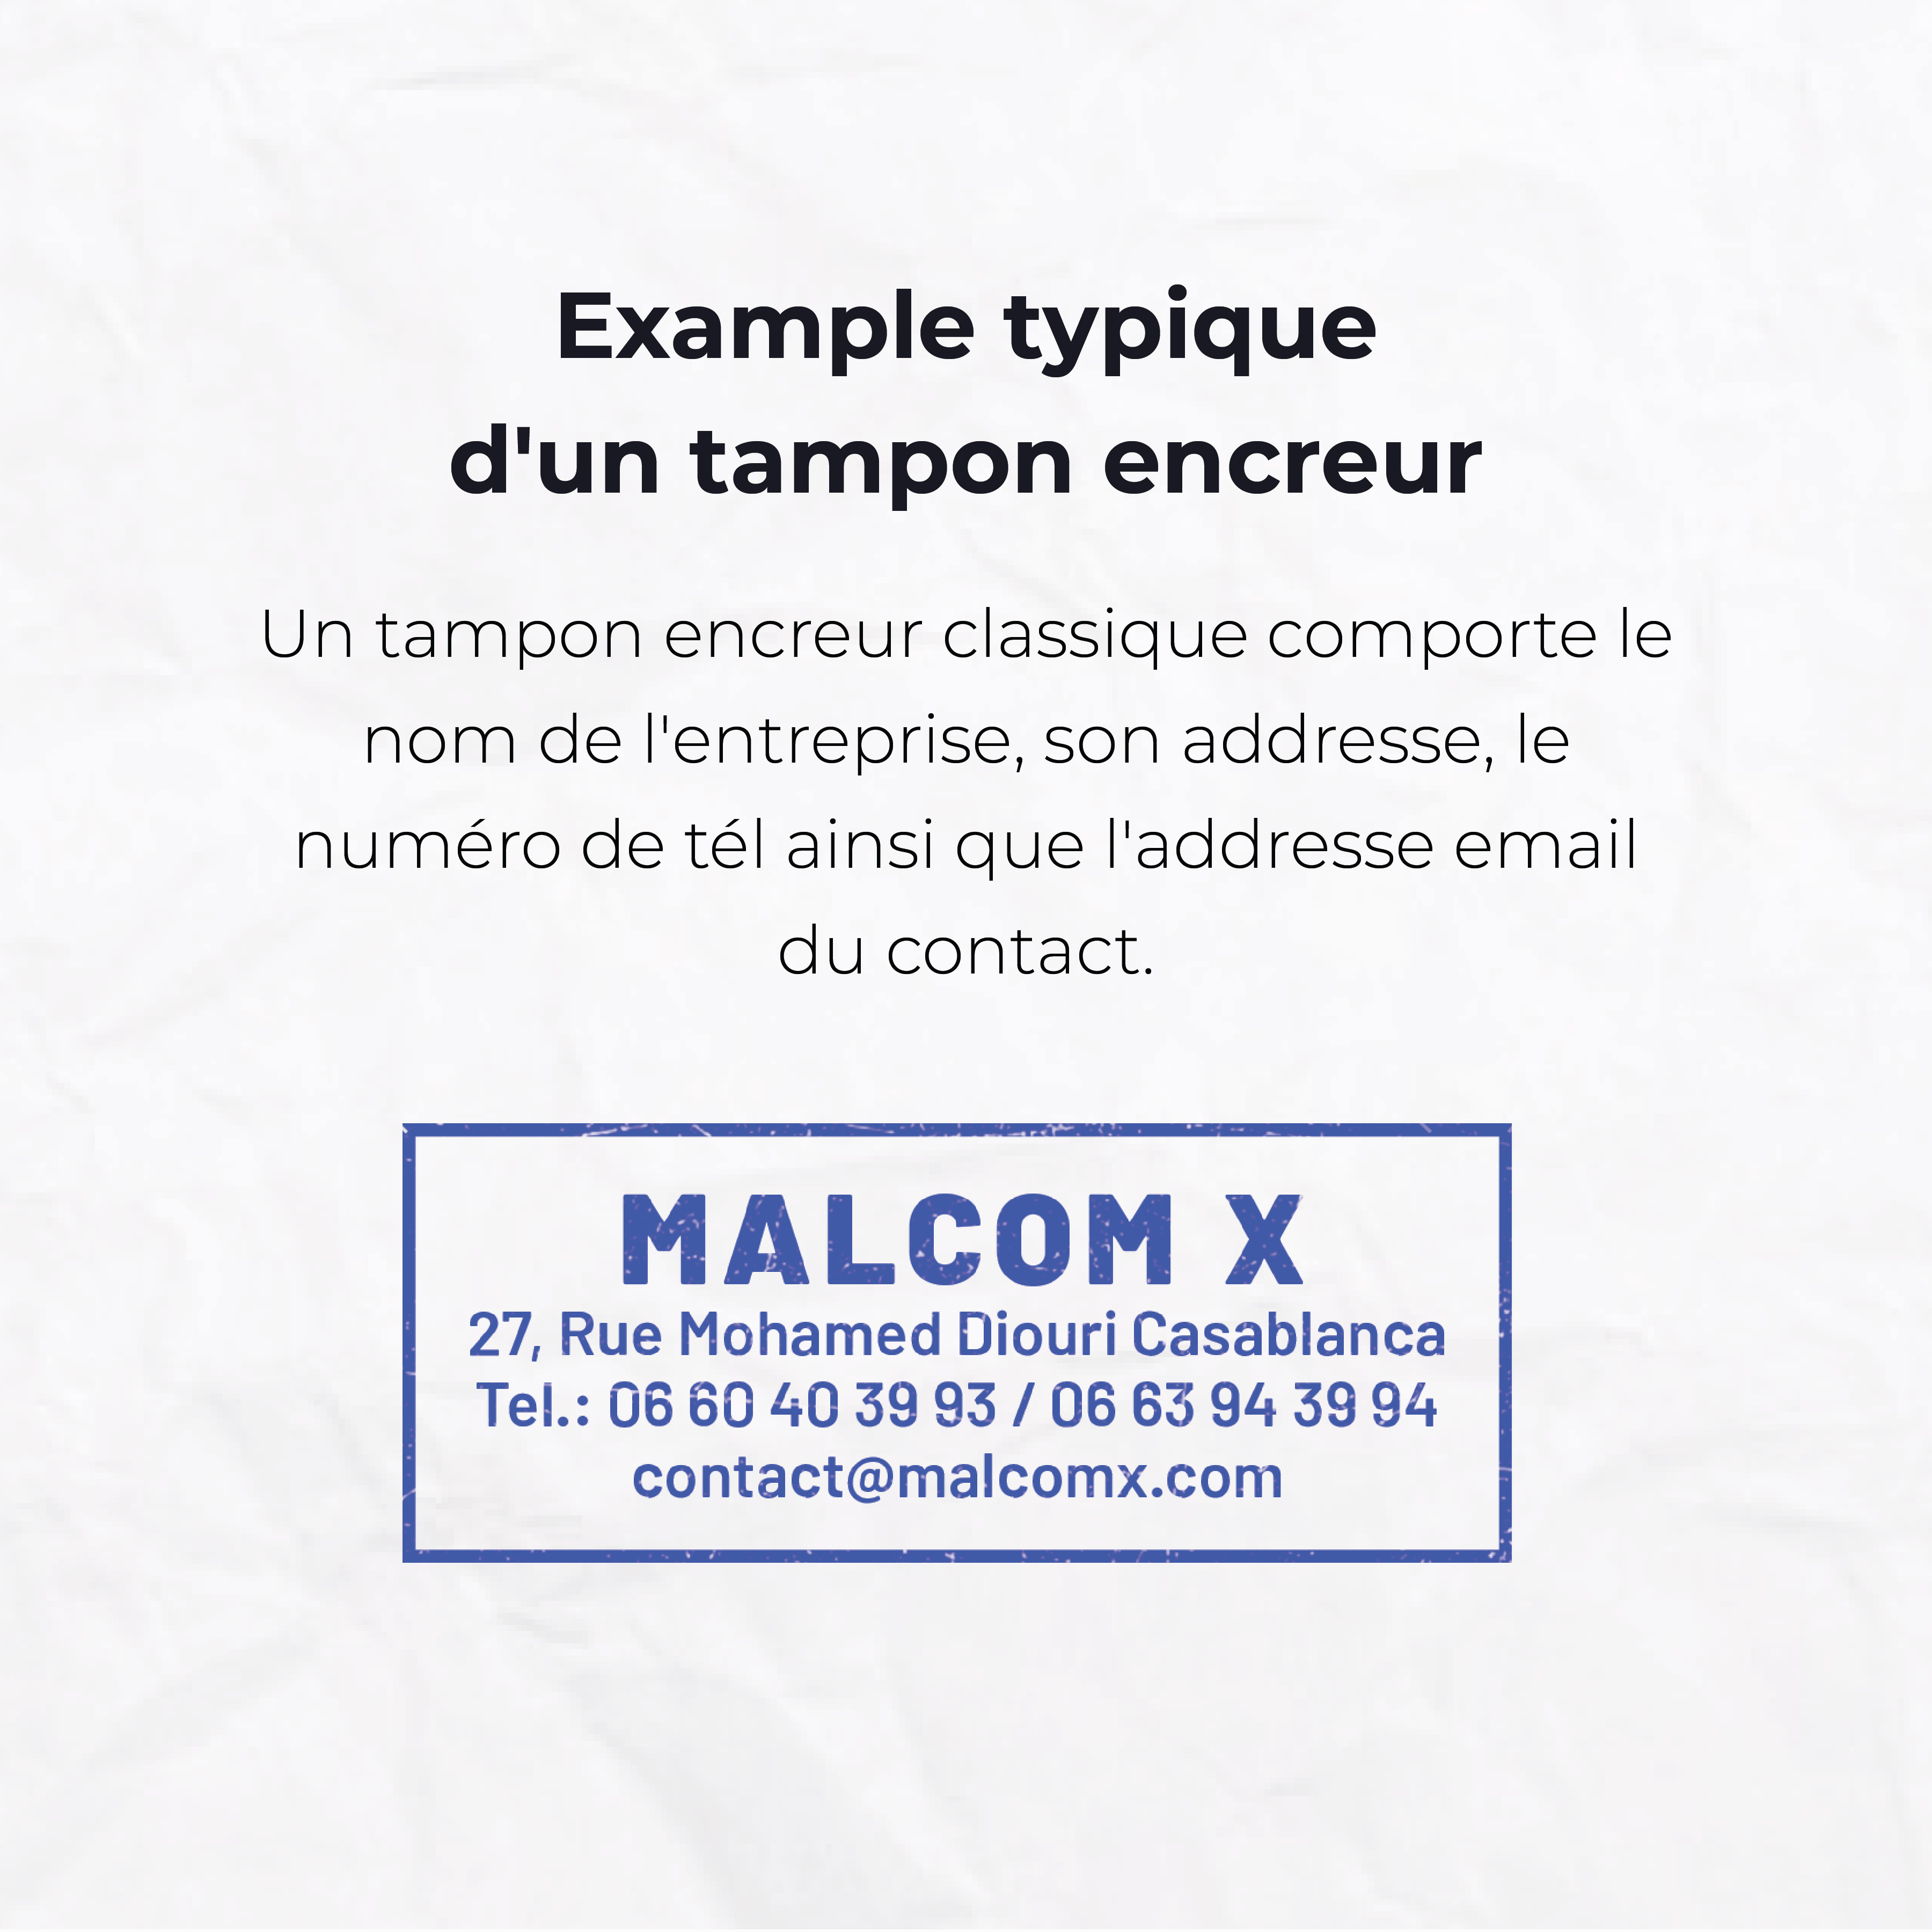 Example typique
d'un tampon encreur
Un tampon encreur classique comporte le
nom de l'entreprise, son addresse, le
numéro de tél ainsi que l'addresse email
du contact.
MALCOM X
27, Rue Mohamed Diouri Casablanca
Tel.: 06 60 40 39 93 / 06 63 94 39 94
contact@malcomx.com